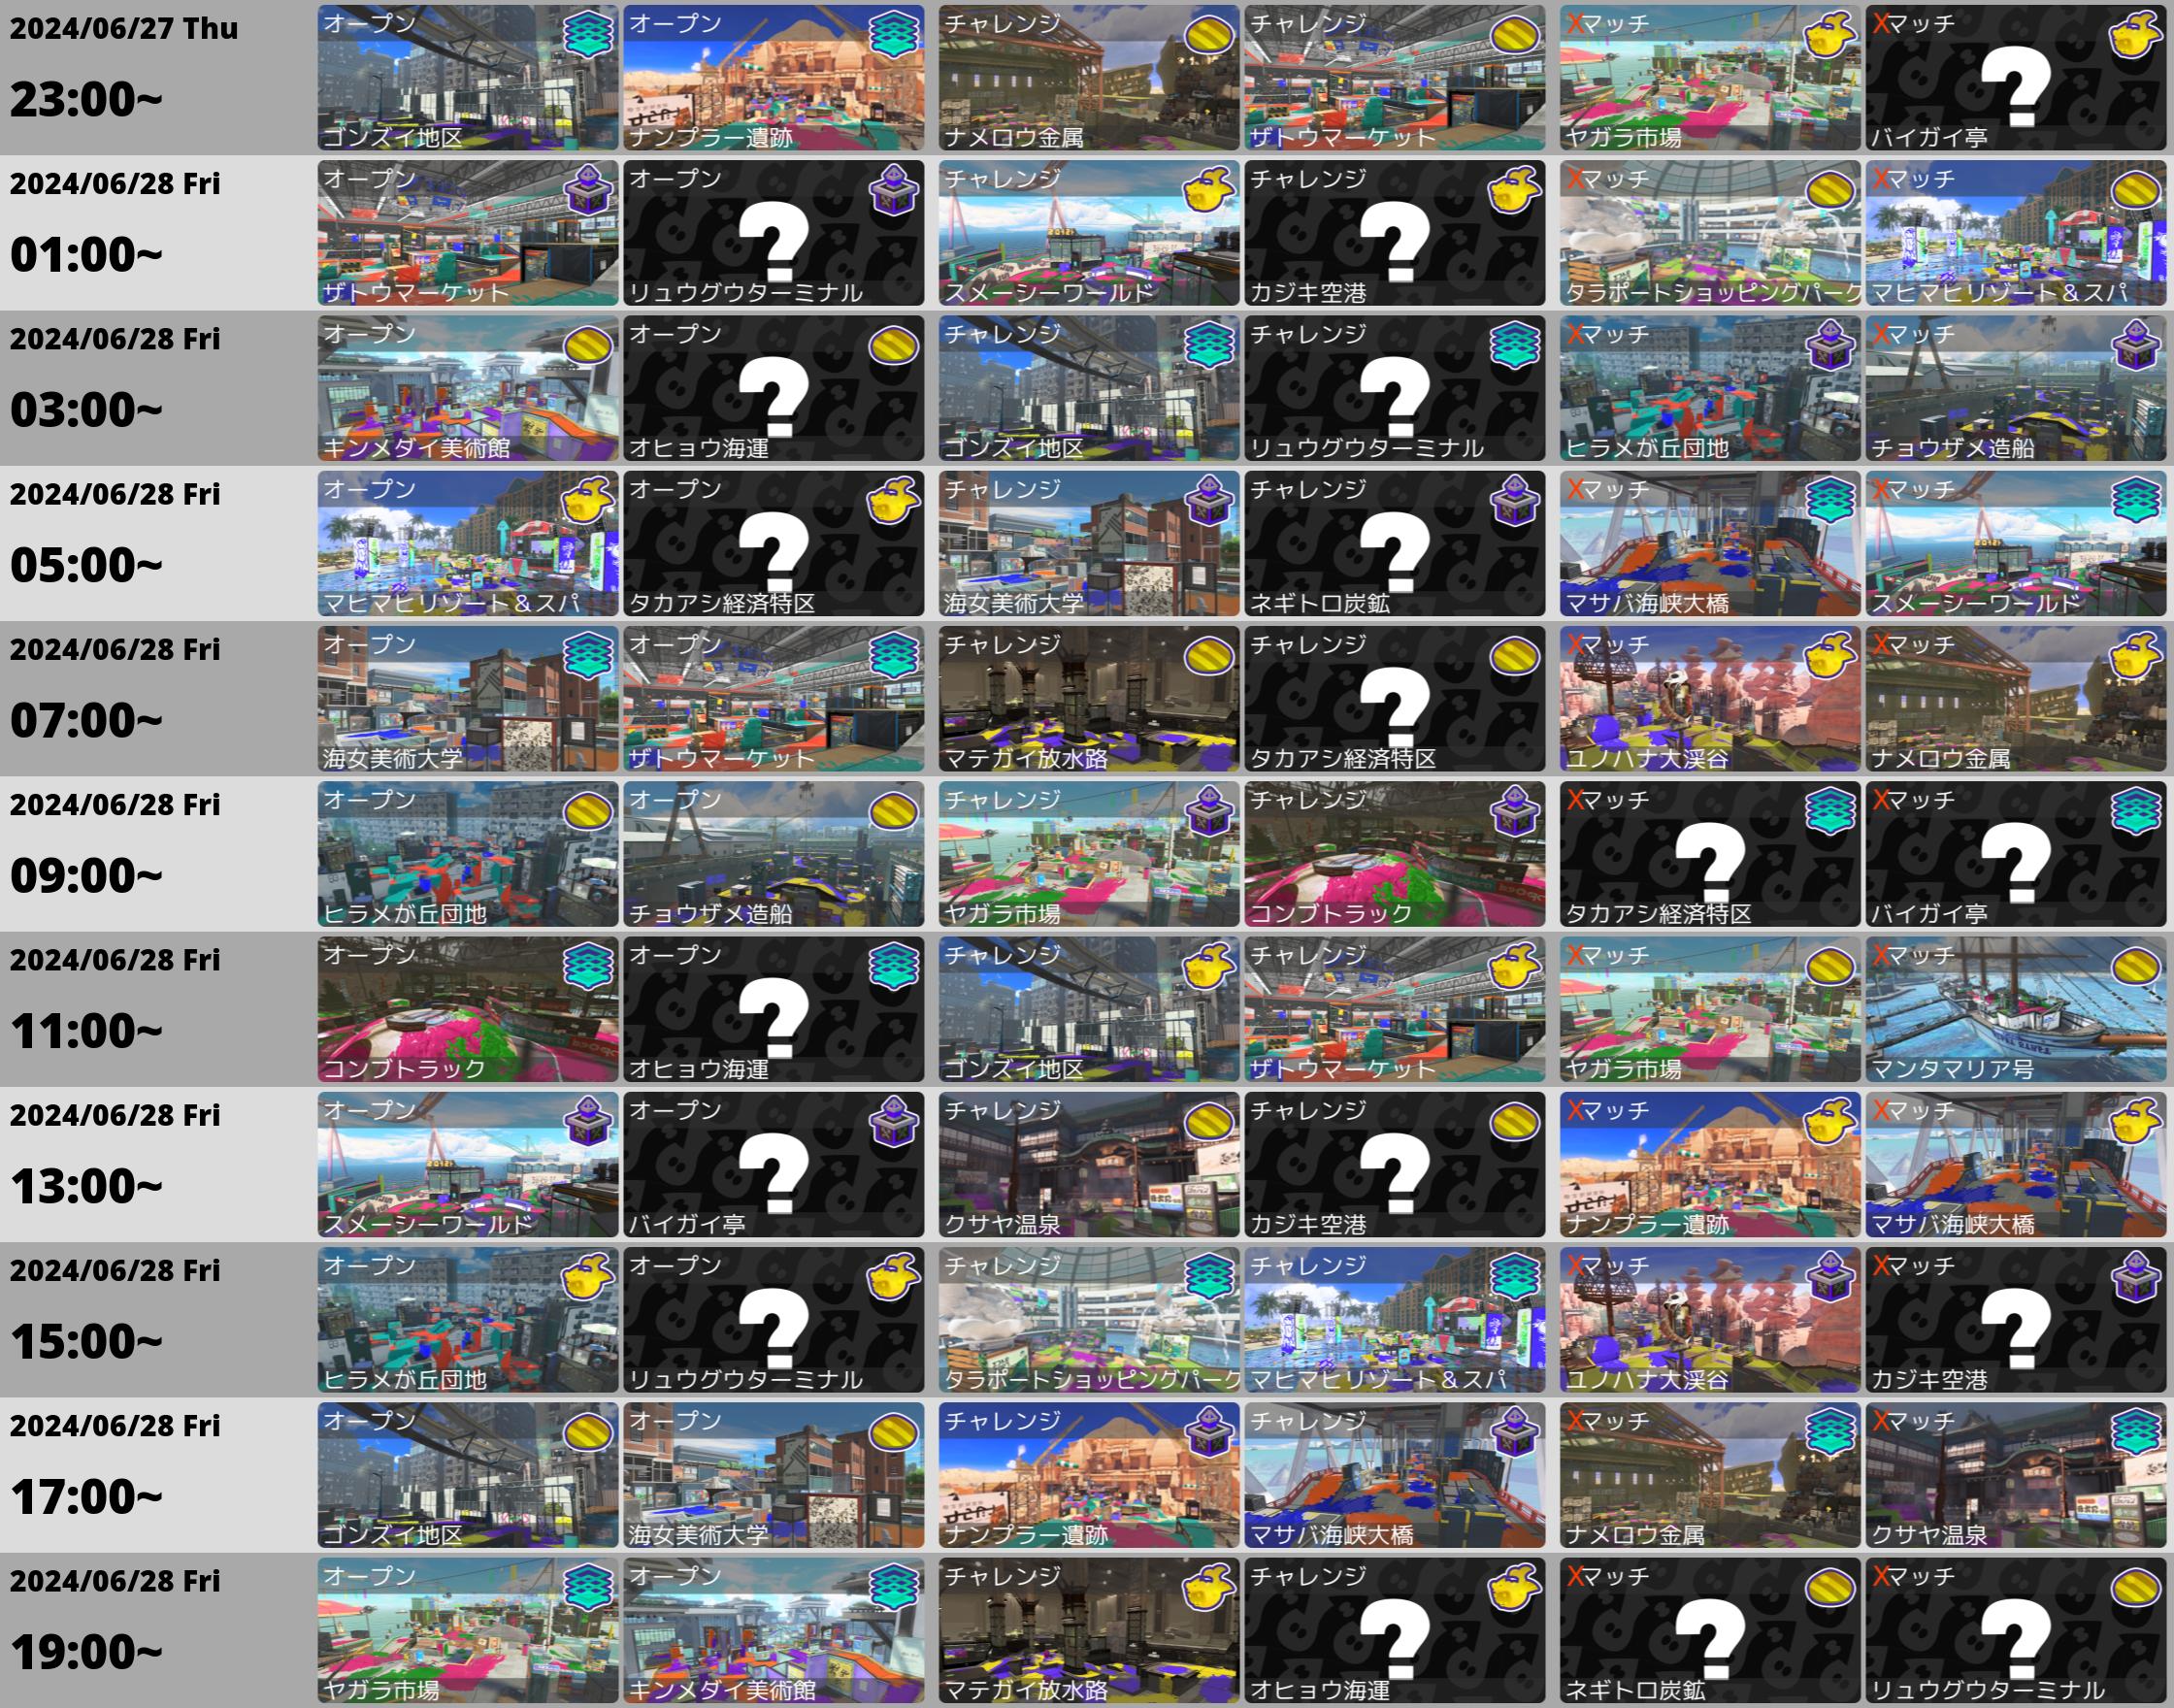 2024/06/27 Thu
23:00~
オープン
ゴンズイ地区
オープン
ナンプラー遺跡
チャレンジ
ナメロウ金属
チャレンジ
ザトウマーケット
Xマッチ
ヤガラ市場
Xマッチ
バイガイ亭
2024/06/28 Fri
01:00~
オープン
ザトウマーケット
オープン
リュウグウターミナル
チャレンジ
スメーシーワールド
チャレンジ
カジキ空港
Xマッチ
タラポートショッピングパーク
Xマッチ
マヒマヒリゾート&スパ
2024/06/28 Fri
03:00~
オープン
キンメダイ美術館
オープン
オヒョウ海運
チャレンジ
ゴンズイ地区
チャレンジ
リュウグウターミナル
Xマッチ
ヒラメが丘団地
Xマッチ
チョウザメ造船
2024/06/28 Fri
05:00~
オープン
マヒマヒリゾート&スパ
オープン
タカアシ経済特区
チャレンジ
海女美術大学
チャレンジ
ネギトロ炭鉱
Xマッチ
マサバ海峡大橋
Xマッチ
スメーシーワールド
2024/06/28 Fri
07:00~
オープン
海女美術大学
オープン
ザトウマーケット
チャレンジ
マテガイ放水路
チャレンジ
タカアシ経済特区
Xマッチ
ユノハナ大渓谷
Xマッチ
ナメロウ金属
2024/06/28 Fri
09:00~
オープン
ヒラメが丘団地
オープン
チョウザメ造船
チャレンジ
ヤガラ市場
チャレンジ
コンブトラック
Xマッチ
タカアシ経済特区
Xマッチ
バイガイ亭
2024/06/28 Fri
11:00~
オープン
コンブトラック
オープン
オヒョウ海運
チャレンジ
ゴンズイ地区
チャレンジ
ザトウマーケット
Xマッチ
ヤガラ市場
Xマッチ
マンタマリア号
2024/06/28 Fri
13:00~
オープン
スメーシーワールド
オープン
バイガイ亭
チャレンジ
クサヤ温泉
チャレンジ
カジキ空港
Xマッチ
ナンプラー遺跡
Xマッチ
マサバ海峡大橋
2024/06/28 Fri
15:00~
オープン
ヒラメが丘団地
オープン
リュウグウターミナル
チャレンジ
タラポートショッピングパーク
チャレンジ
マヒマヒリゾート&スパ
Xマッチ
ユノハナ大渓谷
Xマッチ
カジキ空港
2024/06/28 Fri
17:00~
オープン
ゴンズイ地区
オープン
海女美術大学
チャレンジ
ナンプラー遺跡
チャレンジ
マサバ海峡大橋
Xマッチ
ナメロウ金属
Xマッチ
クサヤ温泉
2024/06/28 Fri
19:00~
オープン
ヤガラ市場
オープン
キンメダイ美術館
チャレンジ
マテガイ放水路
チャレンジ
オヒョウ海運
Xマッチ
ネギトロ炭鉱
Xマッチ
リュウグウターミナル